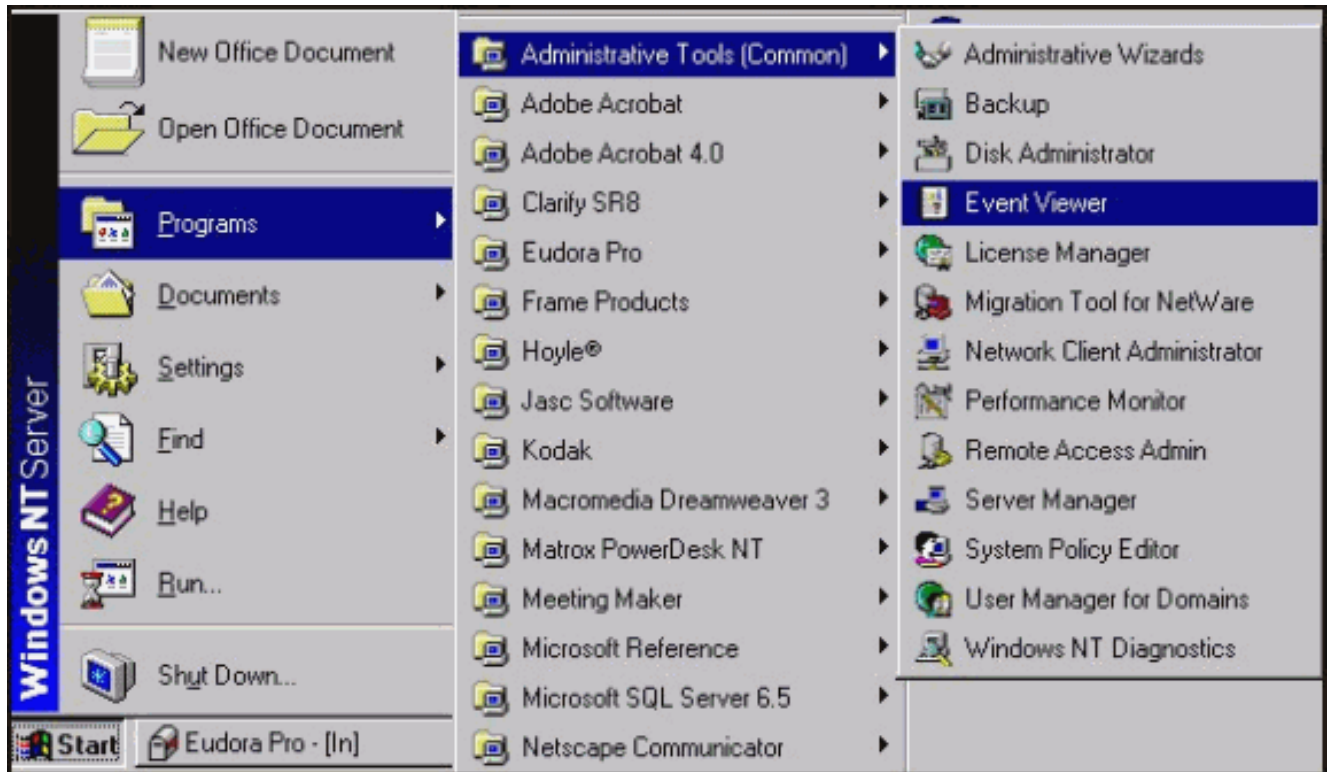 New Office Document
Open Office Document
Programs
Documents
Settings
Find
Help
Run...
Shut Down...
Windows NT Server
Start
Eudora Pro - [In]
Administrative Tools (Common)
Adobe Acrobat
Adobe Acrobat 4.0
Clarify SR8
Eudora Pro
Frame Products
Hoyle®
Jasc Software
Kodak
Macromedia Dreamweaver 3
Matrox PowerDesk NT
Meeting Maker
Microsoft Reference
Microsoft SQL Server 6.5
Netscape Communicator
Administrative Wizards
Backup
Disk Administrator
Event Viewer
License Manager
Migration Tool for NetWare
Network Client Administrator
Performance Monitor
Remote Access Admin
Server Manager
System Policy Editor
User Manager for Domains
Windows NT Diagnostics